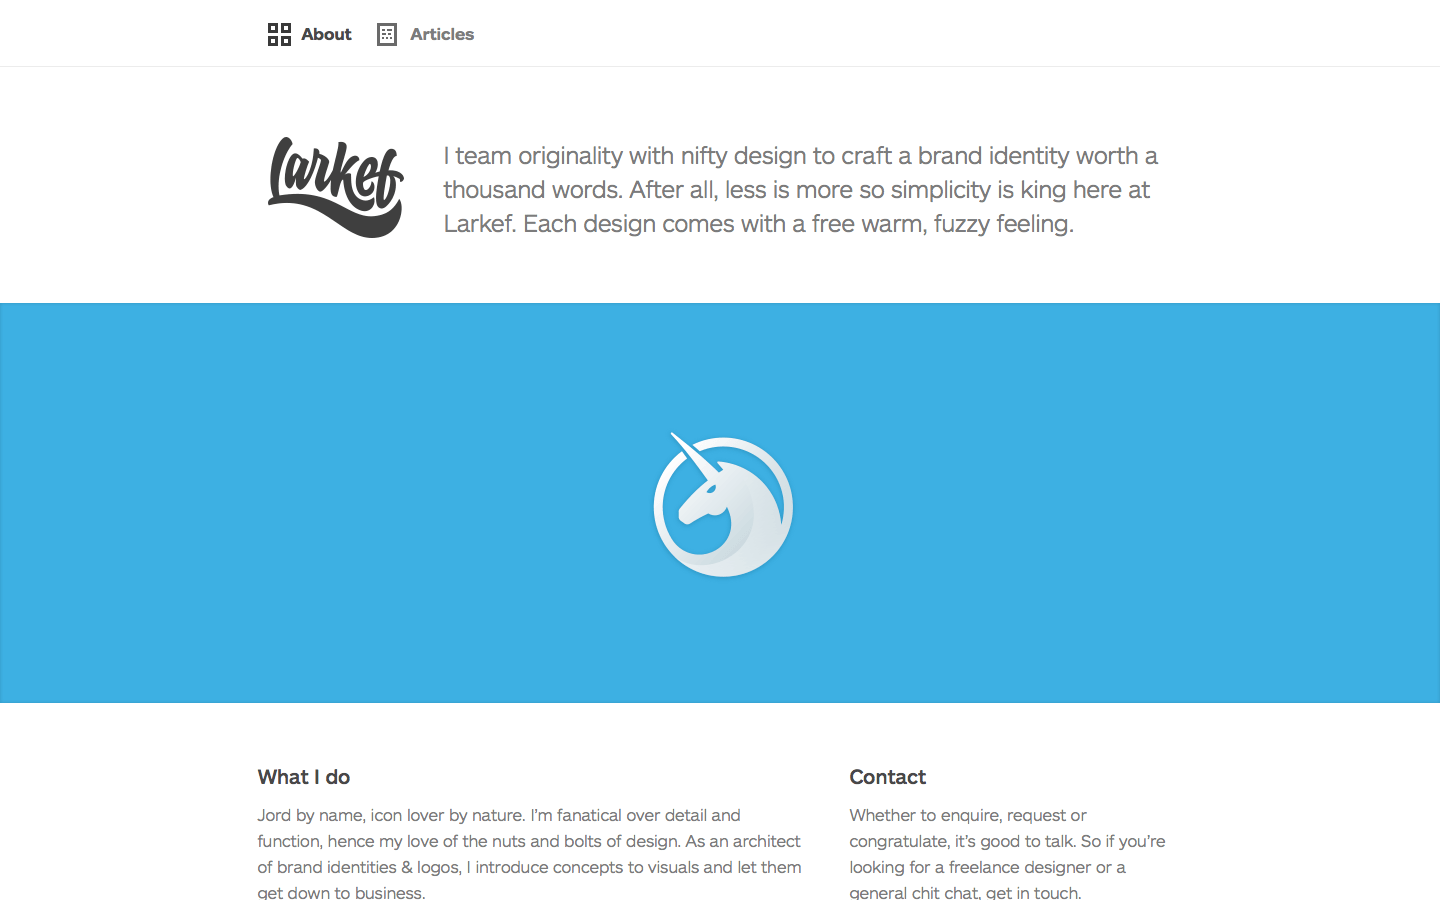 About
Articles
Larkef
I team originality with nifty design to craft a brand identity worth a
thousand words. After all, less is more so simplicity is king here at
Larkef. Each design comes with a free warm, fuzzy feeling.
What I do
Jord by name, icon lover by nature. I’m fanatical over detail and
function, hence my love of the nuts and bolts of design. As an architect
of brand identities & logos, I introduce concepts to visuals and let them
get down to business.
Contact
Whether to enquire, request or
congratulate, it’s good to talk. So if you’re
looking for a freelance designer or a
general chit chat, get in touch.